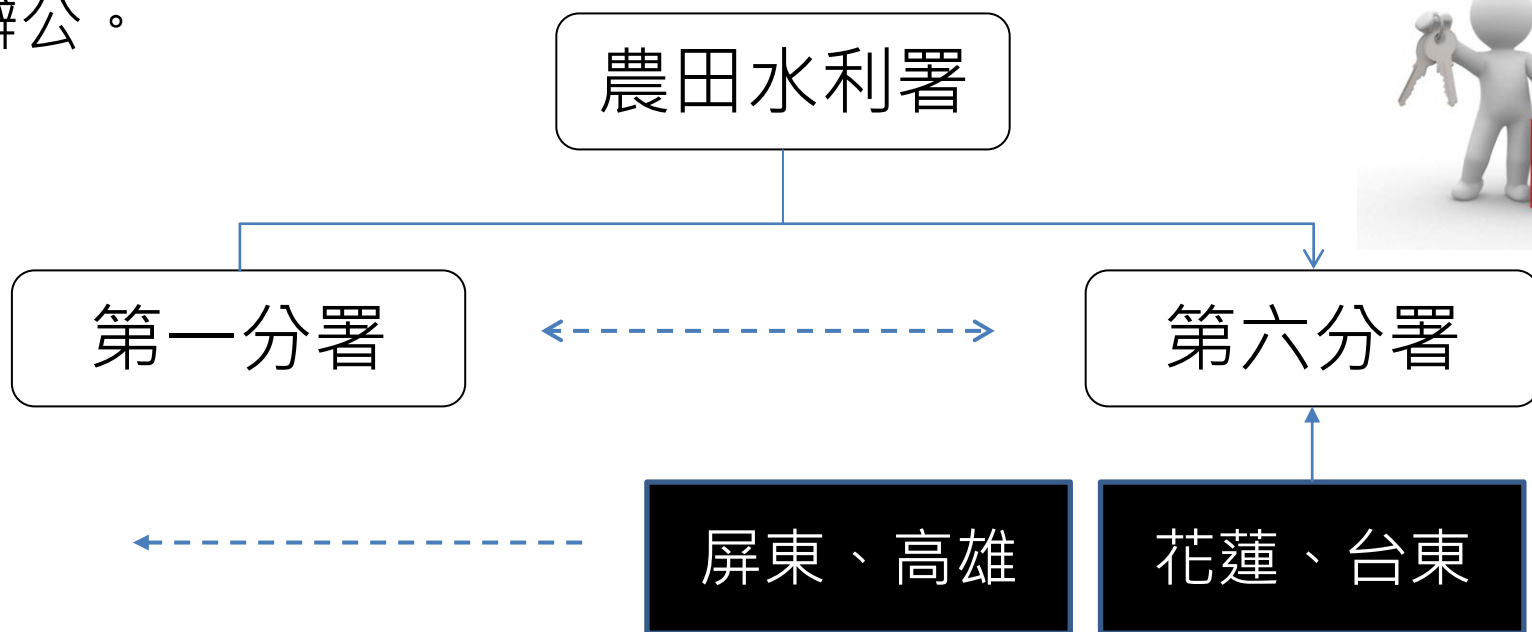 辦公。
農田水利署
第一分署
第六分署
屏東、高雄
花蓮、台東